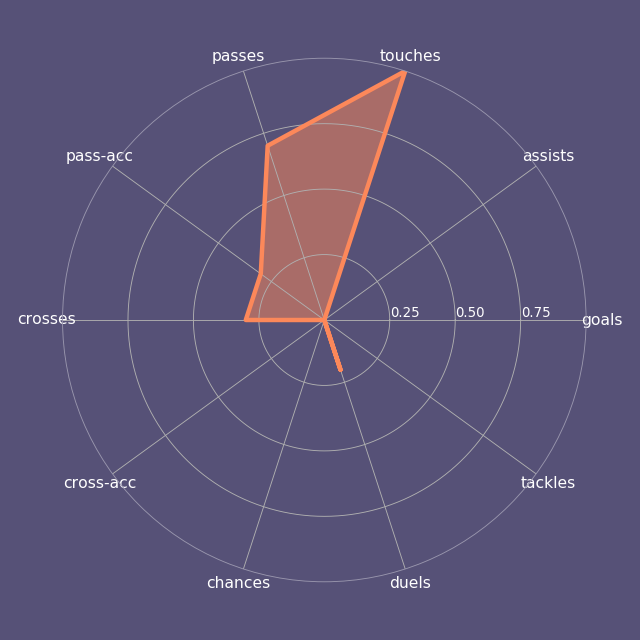 passes
touches
pass-acc
assists
crosses
0.25
0.50
0.75
goals
cross-acc
tackles
chances
duels